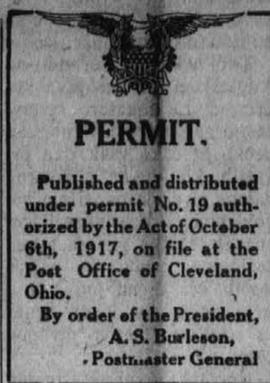 PERMIT.
Published and distributed
under permit No. 19 auth-
orized by the Act of October
6th, 1917, on file at the
Post Office of Cleveland,
Ohio.
By order of the President,
A. S. Burleson,
Postmaster General